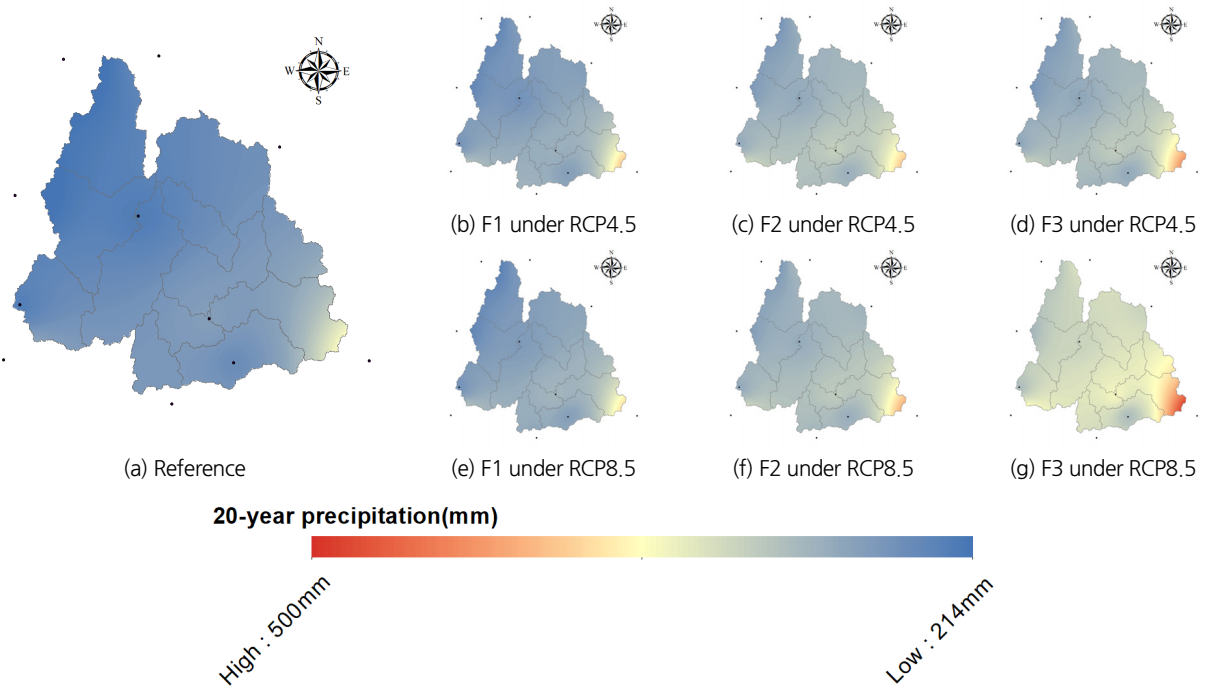 N
W E
S
N
W E
S
N
W E
S
N
W E
S
(b) F1 under RCP4.5
(c) F2 under RCP4.5
(d) F3 under RCP4.5
N
W E
S
N
W E
S
N
W E
S
(a) Reference
(e) F1 under RCP8.5
(f) F2 under RCP8.5
(g) F3 under RCP8.5
20-year precipitation(mm)
High : 500mm
Low : 214mm